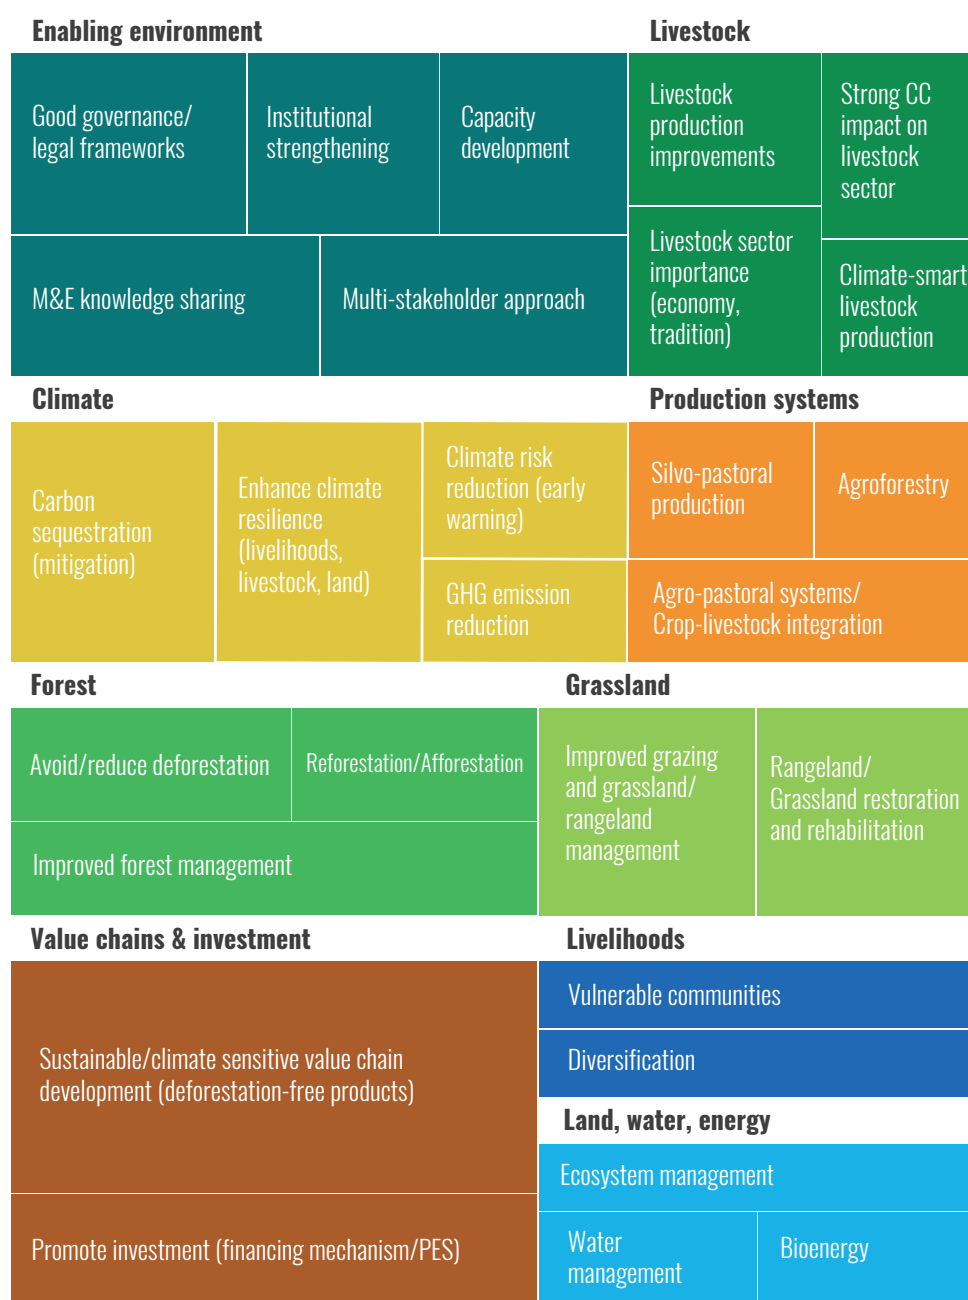 Enabling environment
Good governance/
legal frameworks
Institutional
strengthening
Capacity
development
M&E knowledge sharing
Multi-stakeholder approach
Livestock
Livestock
production
improvements
Strong CC
impact on
livestock
sector
Livestock sector
importance
(economy,
tradition)
Climate-smart
livestock
production
Climate
Carbon
sequestration
(mitigation)
Enhance climate
resilience
(livelihoods,
livestock, land)
Climate risk
reduction (early
warning)
GHG emission
reduction
Production systems
Silvo-pastoral
production
Agroforestry
Agro-pastoral systems/
Crop-livestock integration
Forest
Avoid/reduce deforestation
Reforestation/Afforestation
Improved forest management
Grassland
Improved grazing
and grassland/
rangeland
management
Rangeland/
Grassland restoration
and rehabilitation
Value chains & investment
Sustainable/climate sensitive value chain
development (deforestation-free products)
Promote investment (financing mechanism/PES)
Livelihoods
Vulnerable communities
Diversification
Land, water, energy
Ecosystem management
Water
management
Bioenergy